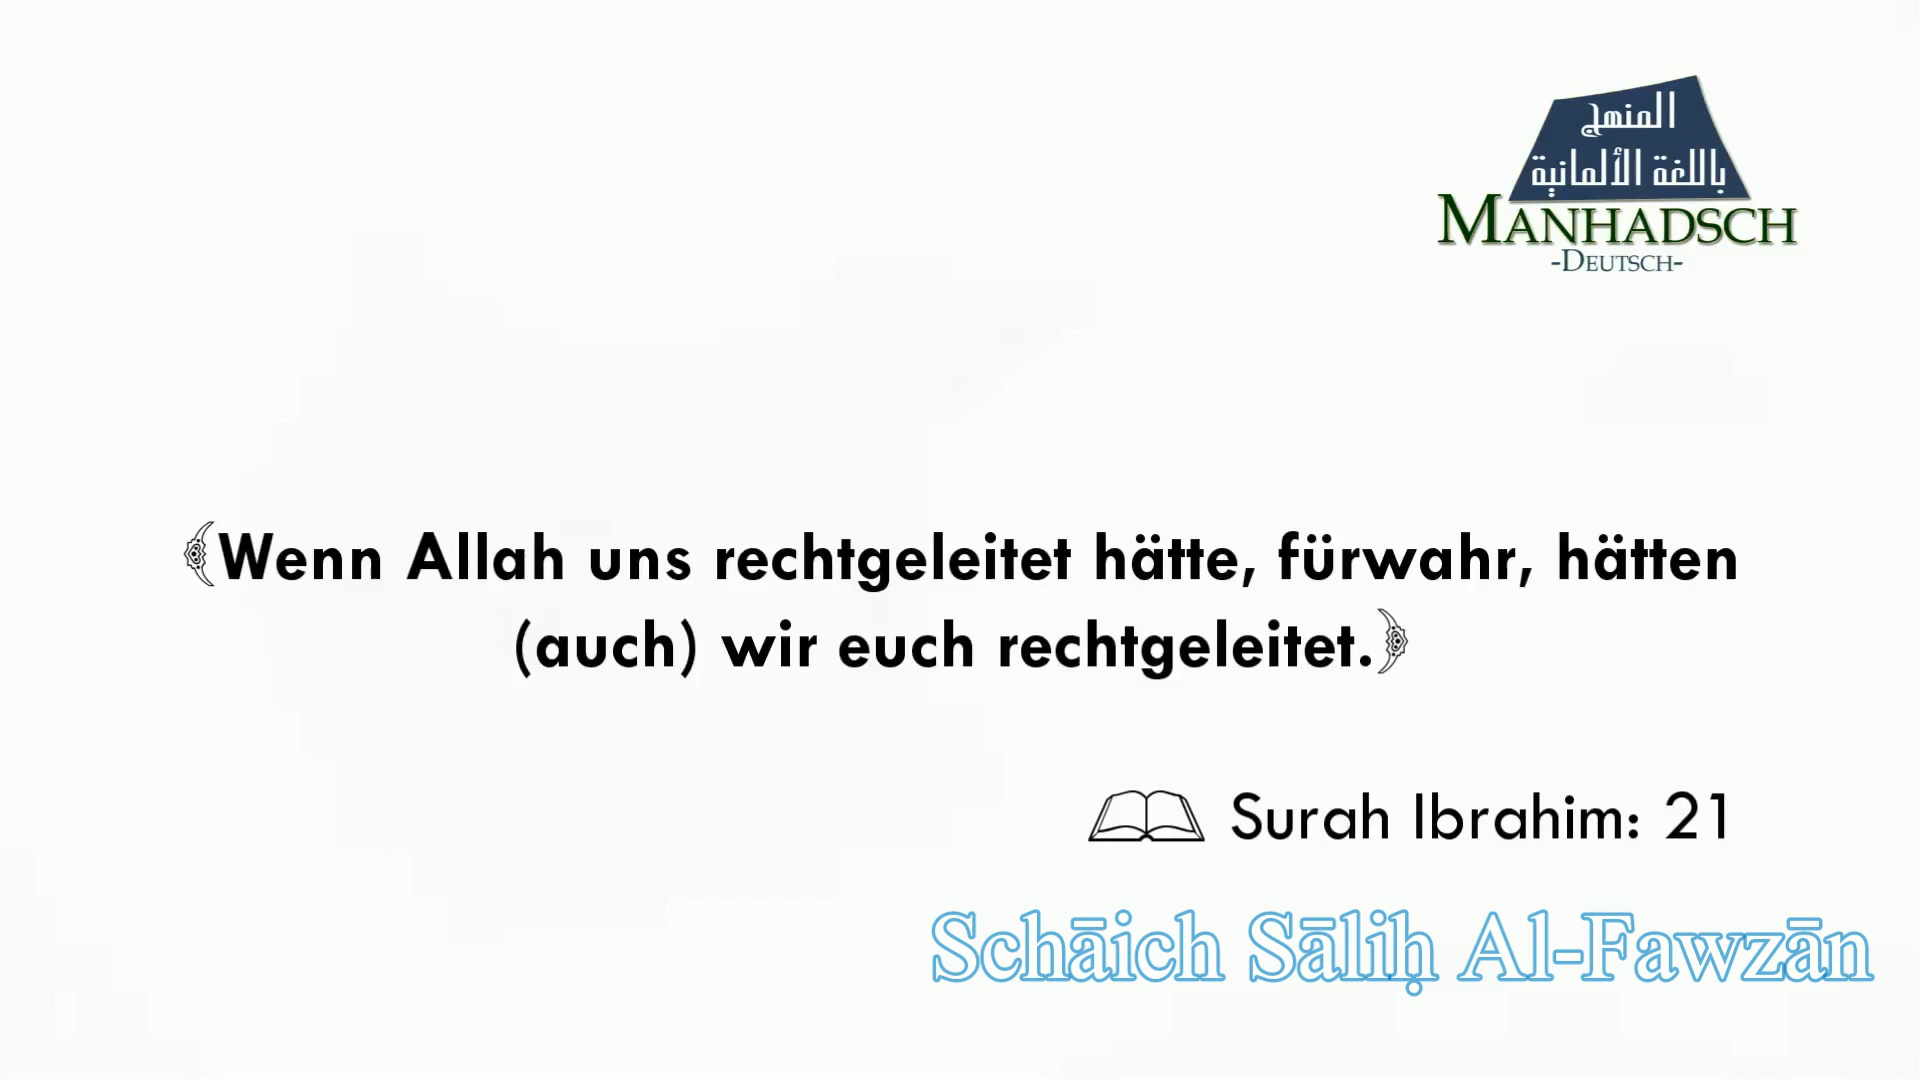 المنهج
باللغة الألمانية
MANHADSCH
-DEUTSCH-
﴾Wenn Allah uns rechtgeleitet hätte, fürwahr, hätten
(auch) wir euch rechtgeleitet.﴿
Surah Ibrahim: 21
Schāich Sāliḥ Al-Fawzān